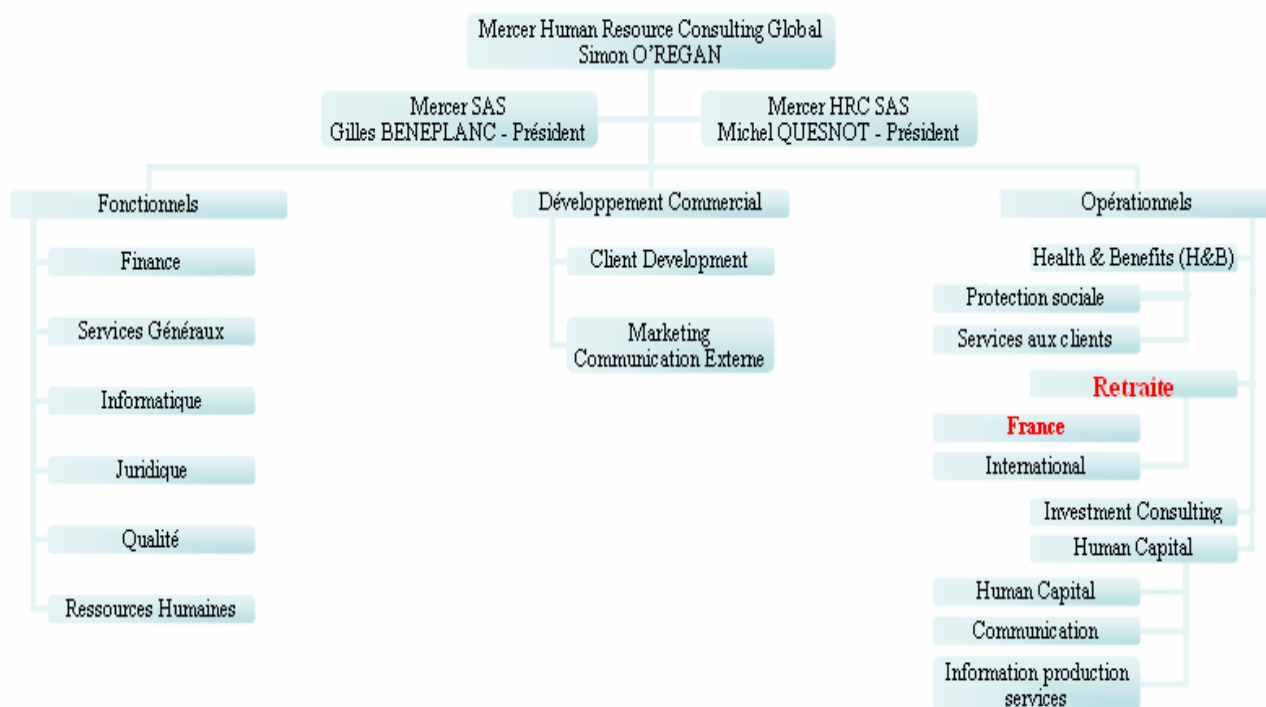 Mercer Human Resource Consulting Global
Simon O'REGAN
Mercer SAS
Gilles BENEPLANC - Président
Mercer HRC SAS
Michel QUESNOT - Président
Fonctionnels
Finance
Services Généraux
Informatique
Juridique
Qualité
Ressources Humaines
Développement Commercial
Client Development
Marketing
Communication Externe
Opérationnels
Health & Benefits (H&B)
Protection sociale
Services aux clients
Retraite
France
International
Investment Consulting
Human Capital
Human Capital
Communication
Information production
services